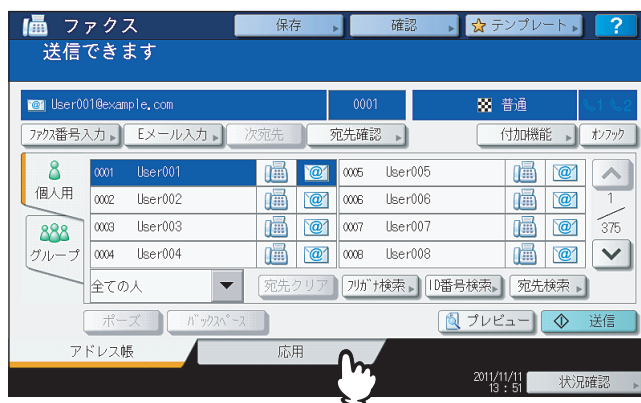 ファクス 保存 確認 テンプレート ?
送信できます
User001@example.com 0001 普通 1 2
ファクス番号入力 Eメール入力 次宛先 宛先確認 付加機能 オンフック
個人用
グループ
0001 User001 0005 User005
0002 User002 0006 User006
0003 User003 0007 User007
0004 User004 0008 User008
1
375
全ての人 宛先クリア フリガナ検索 ID番号検索 宛先検索
ポーズ バックスペース プレビュー 送信
アドレス帳 応用
2011/11/11
13:51
状況確認